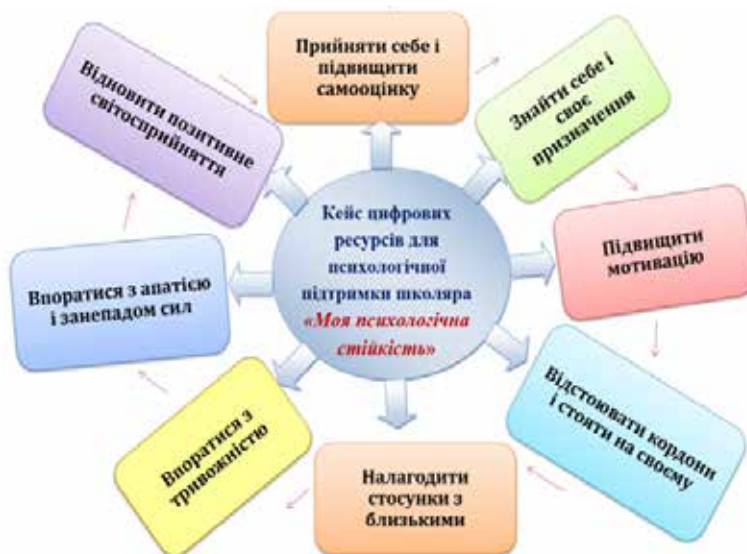 Прийняти себе і
підвищити
самооцінку
Знайти себе і
своє
призначення
Підвищити
мотивацію
Відстоювати кордони
і стояти на своєму
Налагодити
стосунки з
близькими
Впоратися з
тривожністю
Впоратися з апатією
і занепадом сил
Відновити позитивне
світосприйняття
Кейс цифрових
ресурсів для
психологічної
підтримки школяра
«Моя психологічна
стійкість»